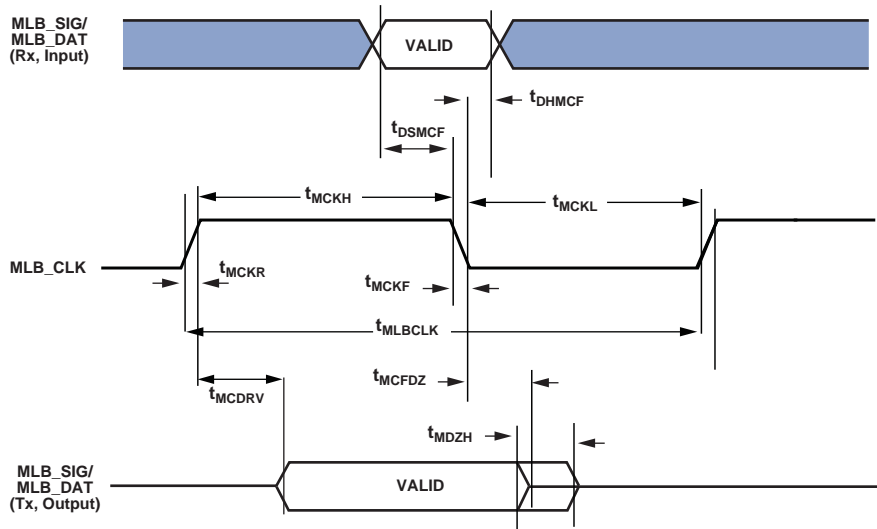 MLB_SIG/
MLB_DAT
(Rx, Input)
VALID
tDHMCF
tDSMCF
tMCKH
tMCKL
MLB_CLK
tMCKR
tMCKF
tMLBCLK
tMCFDZ
tMCDRV
tMDZH
MLB_SIG/
MLB_DAT
(Tx, Output)
VALID